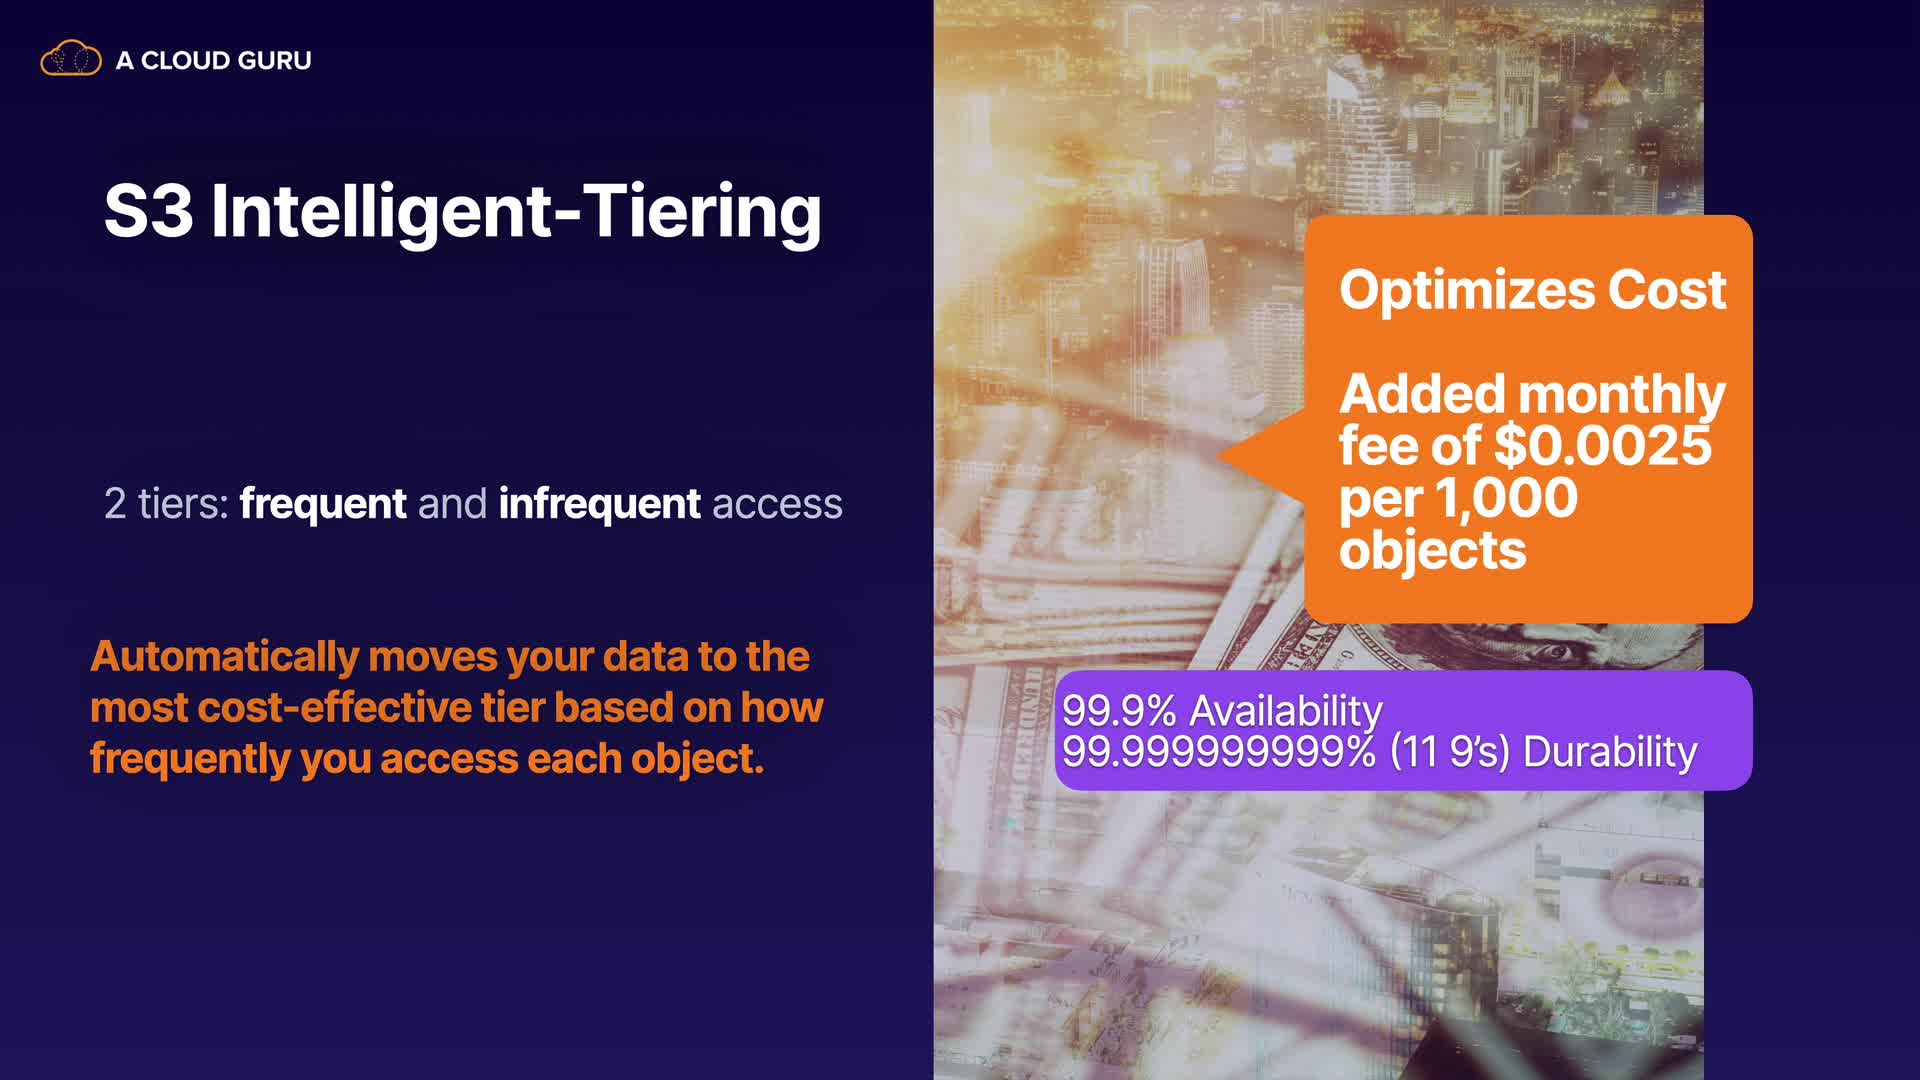 A CLOUD GURU
S3 Intelligent-Tiering
2 tiers: frequent and infrequent access
Automatically moves your data to the
most cost-effective tier based on how
frequently you access each object.
Optimizes Cost
Added monthly
fee of $0.0025
per 1,000
objects
99.9% Availability
99.999999999% (11 9's) Durability